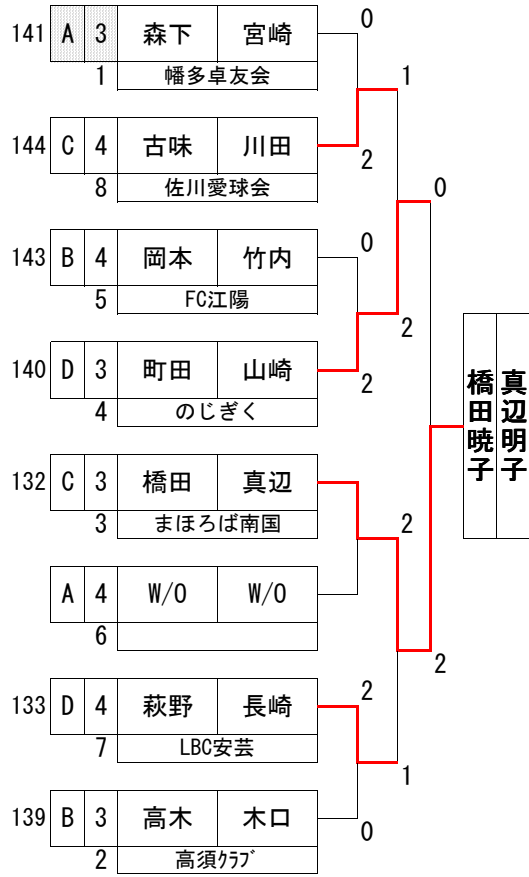 141 A 3 森下 宮崎 0
1 幡多卓友会 1
144 C 4 古味 川田 2
8 佐川愛球会 0
143 B 4 岡本 竹内 0
5 FC江陽 2
140 D 3 町田 山崎 2
4 のじぎく
橋田暁子 真辺明子
132 C 3 橋田 真辺
3 まほろば南国 2
A 4 W/O W/O
6 2
133 D 4 萩野 長崎 2
7 LBC安芸 1
139 B 3 高木 木口 0
2 高須ｸﾗﾌﾞ